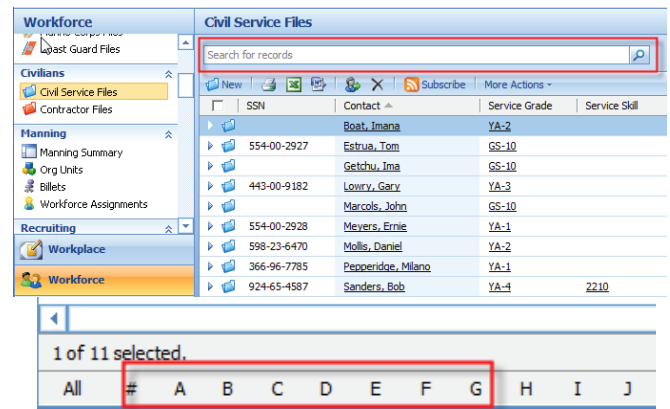 Workforce
Coast Guard Files
Civilians
Civil Service Files
Contractor Files
Manning
Manning Summary
Org Units
Billets
Workforce Assignments
Recruiting
Workplace
Workforce
Civil Service Files
Search for records
New Subscribe More Actions
SSN Contact Service Grade Service Skill
Boat, Imana YA-2
554-00-2927 Estrua, Tom GS-10
Getchu, Ima
443-00-9182 Lowry, Gary YA-3
Marcols, John GS-10
554-00-2928 Meyers, Ernie YA-1
598-23-6470 Mollis, Daniel YA-2
366-96-7785 Pepperidge, Milano YA-1
924-65-4587 Sanders, Bob YA-4 2210
1 of 11 selected.
All # A B C D E F G H I J